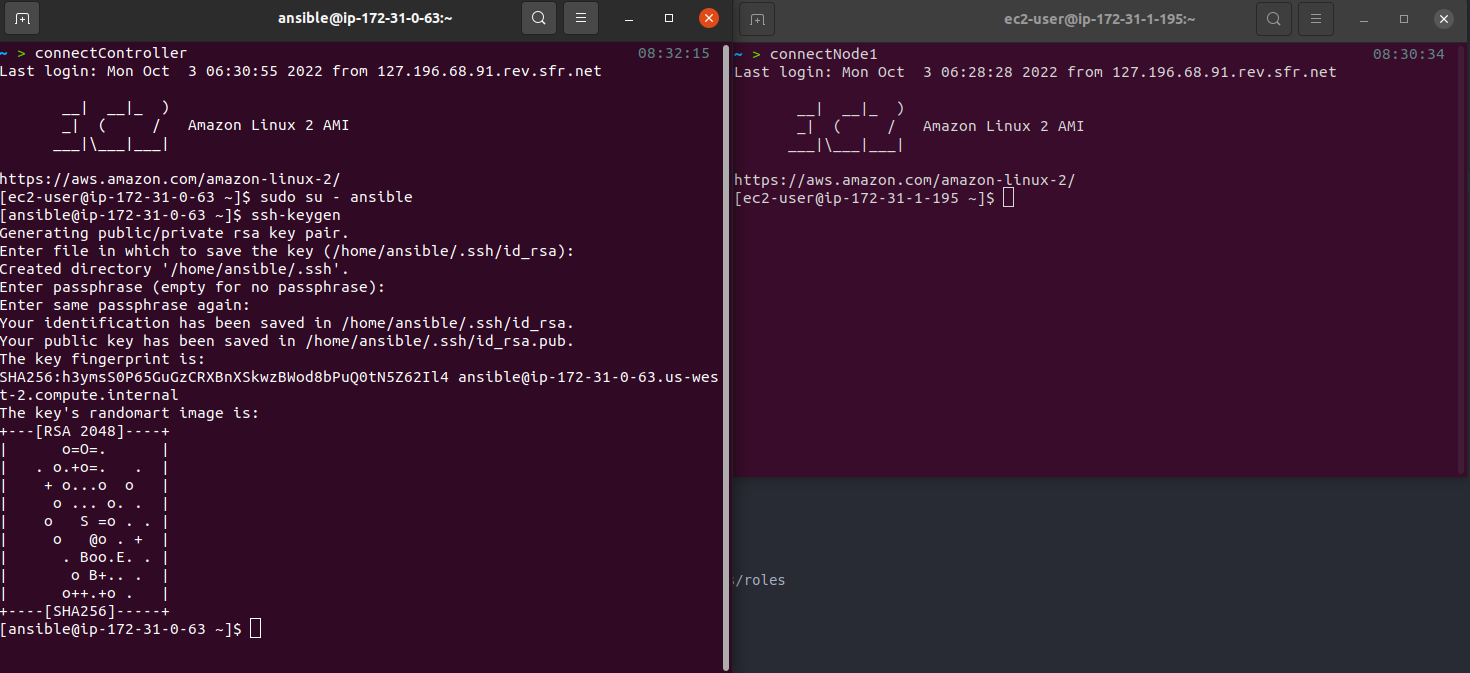 ansible@ip-172-31-0-63:~
~ > connectController 08:32:15
Last login: Mon Oct  3 06:30:55 2022 from 127.196.68.91.rev.sfr.net
       __|  __|_  )
       _|  (     /   Amazon Linux 2 AMI
      ___|\___|___|
https://aws.amazon.com/amazon-linux-2/
[ec2-user@ip-172-31-0-63 ~]$ sudo su - ansible
[ansible@ip-172-31-0-63 ~]$ ssh-keygen
Generating public/private rsa key pair.
Enter file in which to save the key (/home/ansible/.ssh/id_rsa):
Created directory '/home/ansible/.ssh'.
Enter passphrase (empty for no passphrase):
Enter same passphrase again:
Your identification has been saved in /home/ansible/.ssh/id_rsa.
Your public key has been saved in /home/ansible/.ssh/id_rsa.pub.
The key fingerprint is:
SHA256:h3ymsS0P65GuGzCRXBnXSkwzBWod8bPuQ0tN5Z62Il4 ansible@ip-172-31-0-63.us-wes
t-2.compute.internal
The key's randomart image is:
+---[RSA 2048]----+
|      o=O=.      |
|   . o.+o=.   .  |
|    + o...o  o   |
|     o ... o. .  |
|    o   S =o . . |
|     o   @o . +  |
|      . Boo.E. . |
|       o B+.. .  |
|      o++.+o .   |
+----[SHA256]-----+
[ansible@ip-172-31-0-63 ~]$
ec2-user@ip-172-31-1-195:~
~ > connectNode1 08:30:34
Last login: Mon Oct  3 06:28:28 2022 from 127.196.68.91.rev.sfr.net
       __|  __|_  )
       _|  (     /   Amazon Linux 2 AMI
      ___|\___|___|
https://aws.amazon.com/amazon-linux-2/
[ec2-user@ip-172-31-1-195 ~]$
s/roles